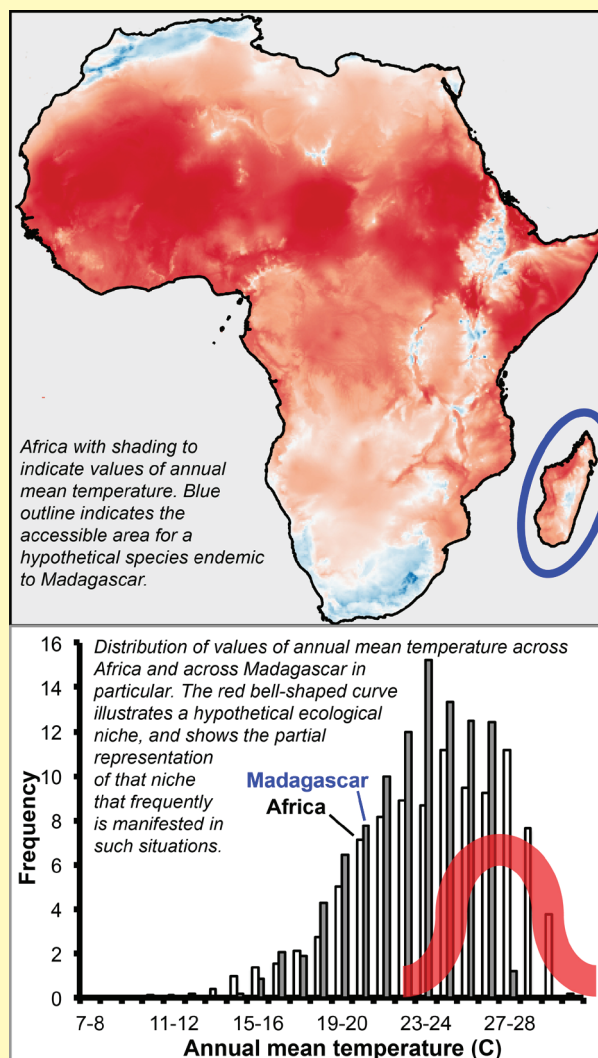 Africa with shading to
indicate values of annual
mean temperature. Blue
outline indicates the
accessible area for a
hypothetical species endemic
to Madagascar.
Distribution of values of annual mean temperature across
Africa and across Madagascar in
particular. The red bell-shaped curve
illustrates a hypothetical ecological
niche, and shows the partial
representation
of that niche
that frequently
is manifested in
such situations.
Madagascar
Africa
Frequency
16
14
12
10
8
6
4
2
0
7-8
11-12
15-16
19-20
23-24
27-28
Annual mean temperature (C)